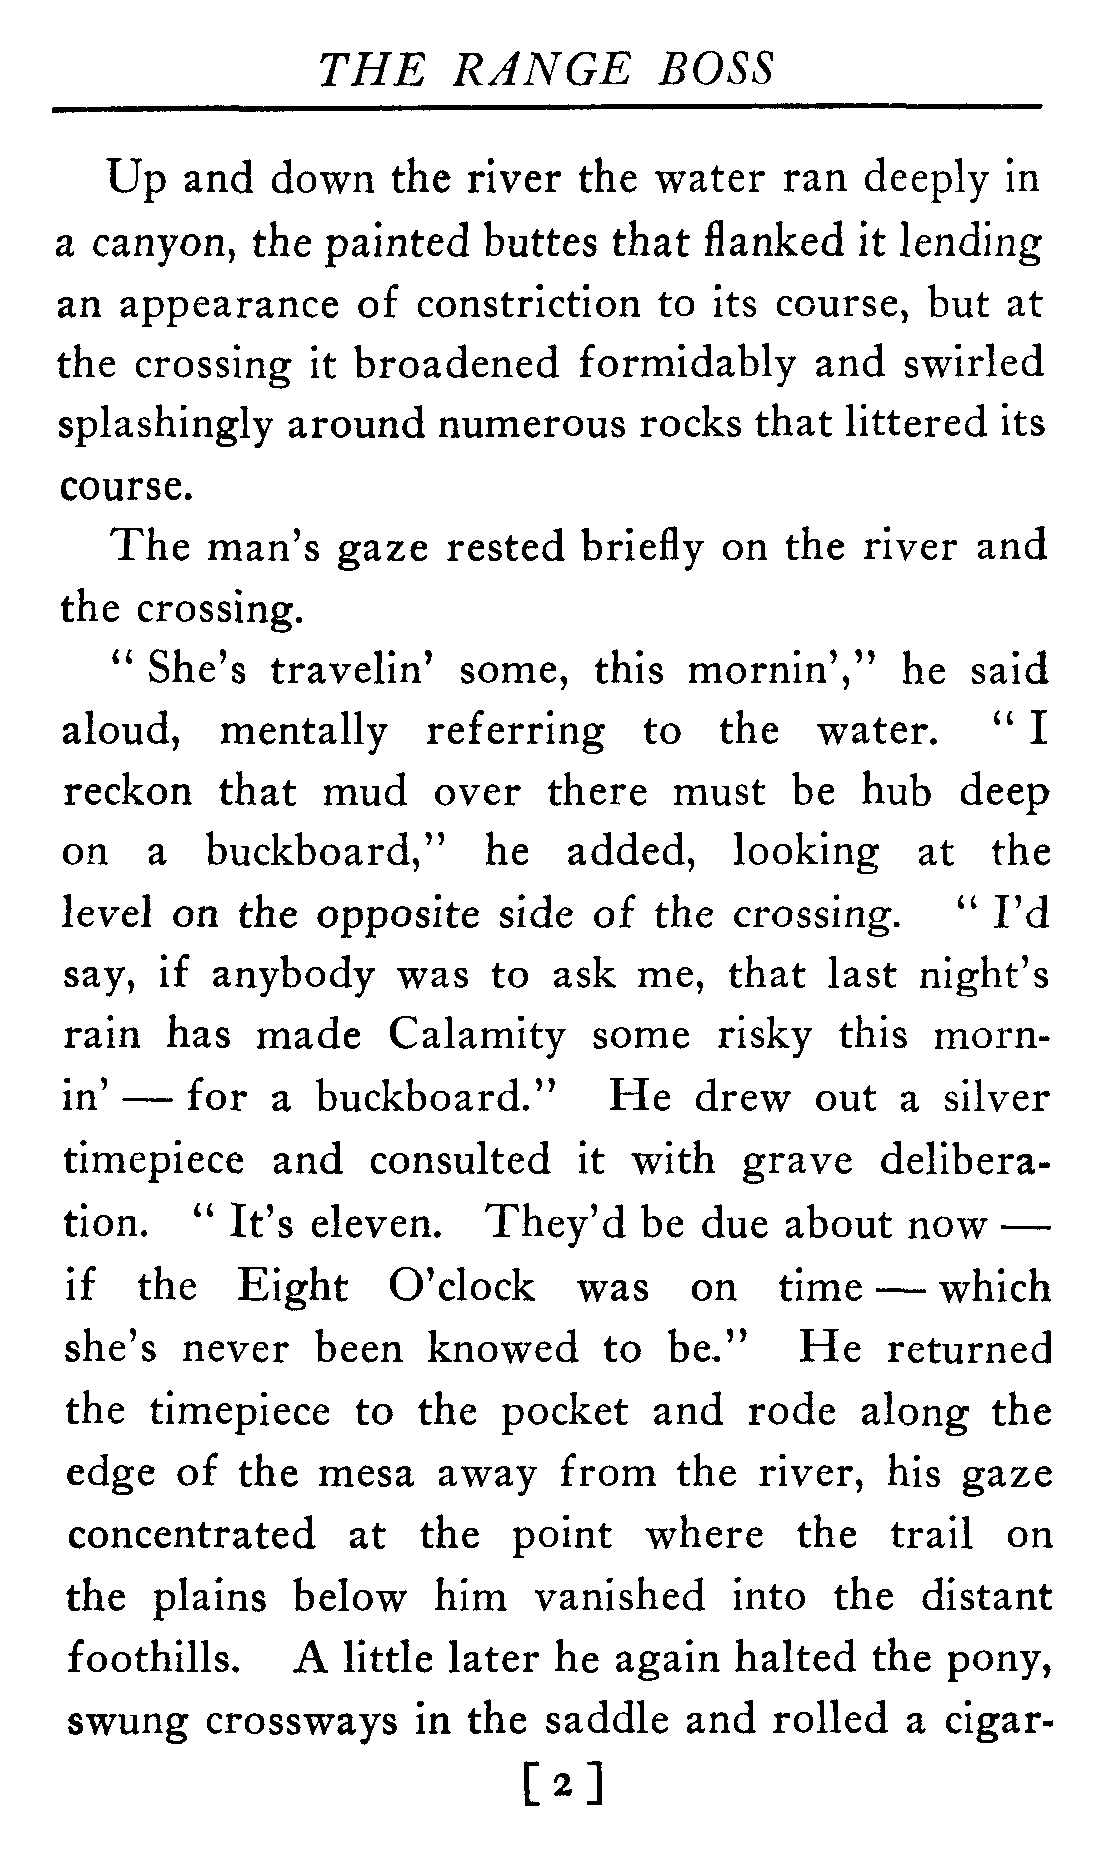 THE RANGE BOSS
Up and down the river the water ran deeply in
a canyon, the painted buttes that flanked it lending
an appearance of constriction to its course, but at
the crossing it broadened formidably and swirled
splashingly around numerous rocks that littered its
course.
The man's gaze rested briefly on the river and
the crossing.
" She's travelin' some, this mornin'," he said
aloud, mentally referring to the water. " I
reckon that mud over there must be hub deep
on a buckboard," he added, looking at the
level on the opposite side of the crossing. " I'd
say, if anybody was to ask me, that last night's
rain has made Calamity some risky this morn-
in' — for a buckboard." He drew out a silver
timepiece and consulted it with grave delibera-
tion. " It's eleven. They'd be due about now —
if the Eight O'clock was on time — which
she's never been knowed to be." He returned
the timepiece to the pocket and rode along the
edge of the mesa away from the river, his gaze
concentrated at the point where the trail on
the plains below him vanished into the distant
foothills. A little later he again halted the pony,
swung crossways in the saddle and rolled a cigar-
[ 2 ]